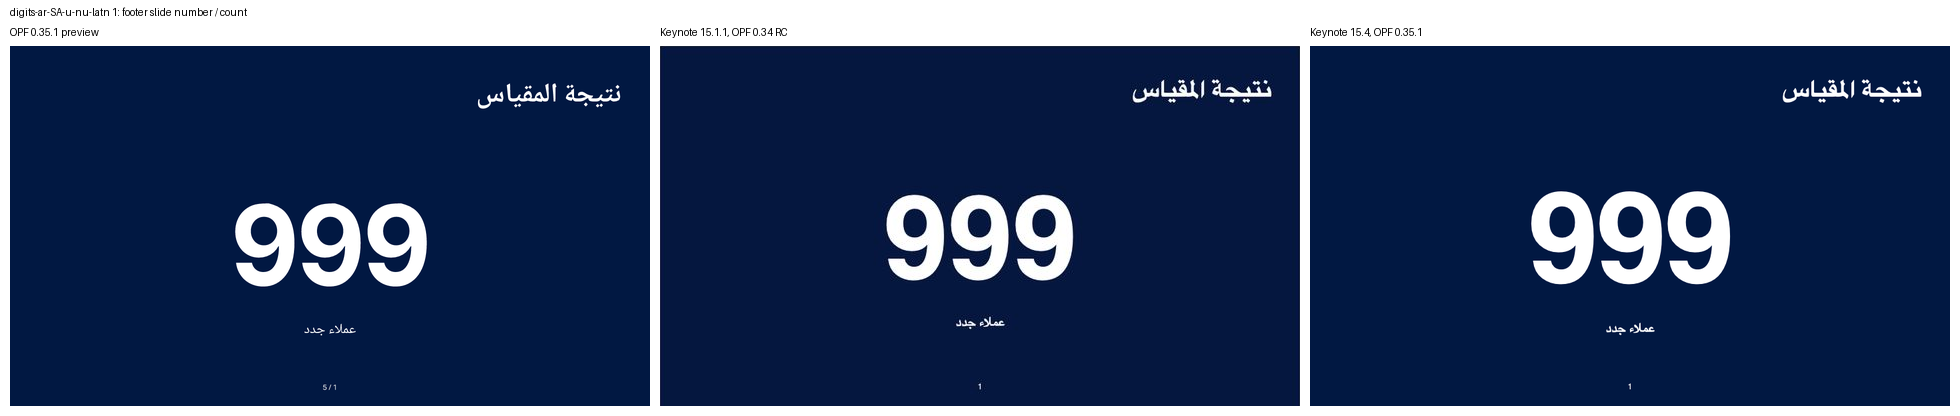 digits-ar-SA-u-nu-latn 1: footer slide number / count
OPF 0.35.1 preview
نتيجة المقياس
999
عملاء جدد
5 / 1
Keynote 15.1.1, OPF 0.34 RC
نتيجة المقياس
999
عملاء جدد
1
Keynote 15.4, OPF 0.35.1
نتيجة المقياس
999
عملاء جدد
1